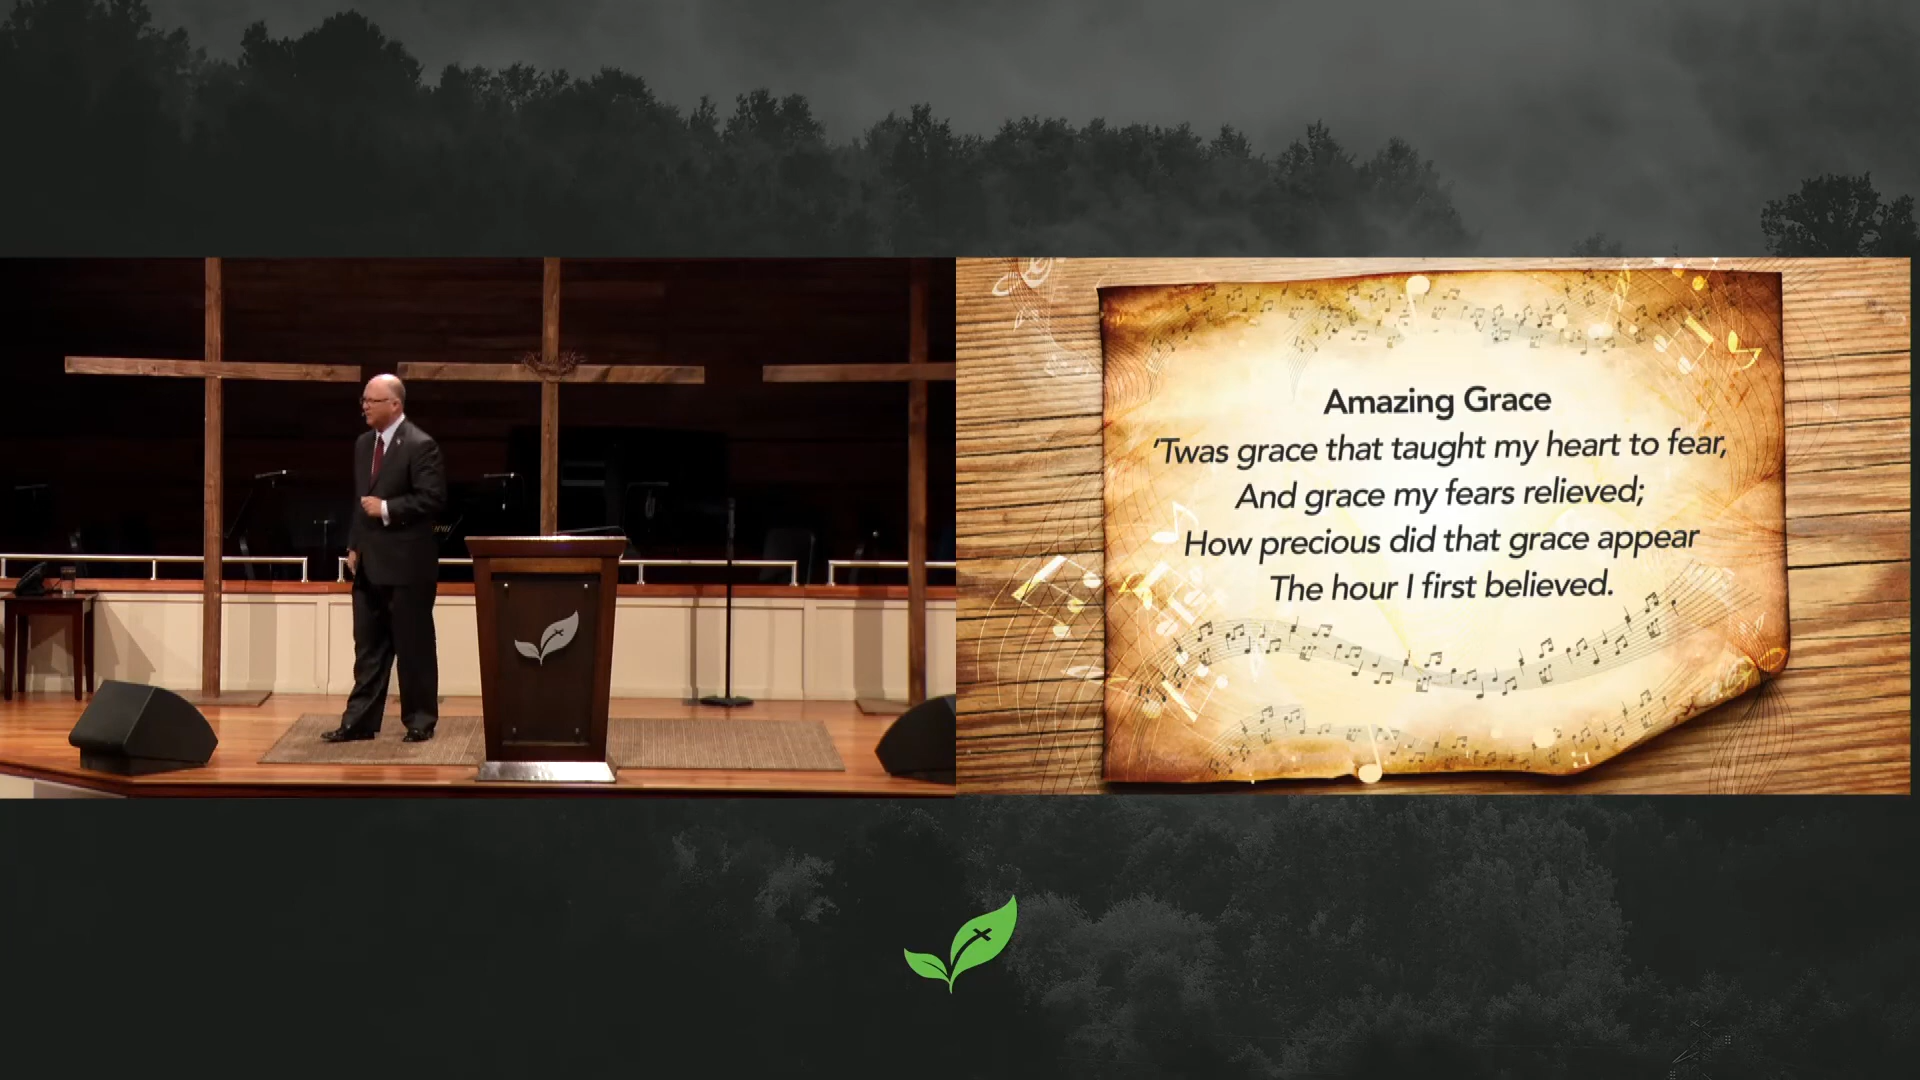 Amazing Grace
'Twas grace that taught my heart to fear,
And grace my fears relieved;
How precious did that grace appear
The hour I first believed.